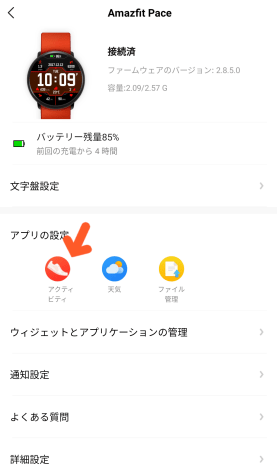 Amazfit Pace
接続済
ファームウェアのバージョン: 2.8.5.0
容量:2.09/2.57 G
10:09
バッテリー残量85%
前回の充電から 4 時間
文字盤設定
アプリの設定
アクティ
ビティ
天気
ファイル
管理
ウィジェットとアプリケーションの管理
通知設定
よくある質問
詳細設定